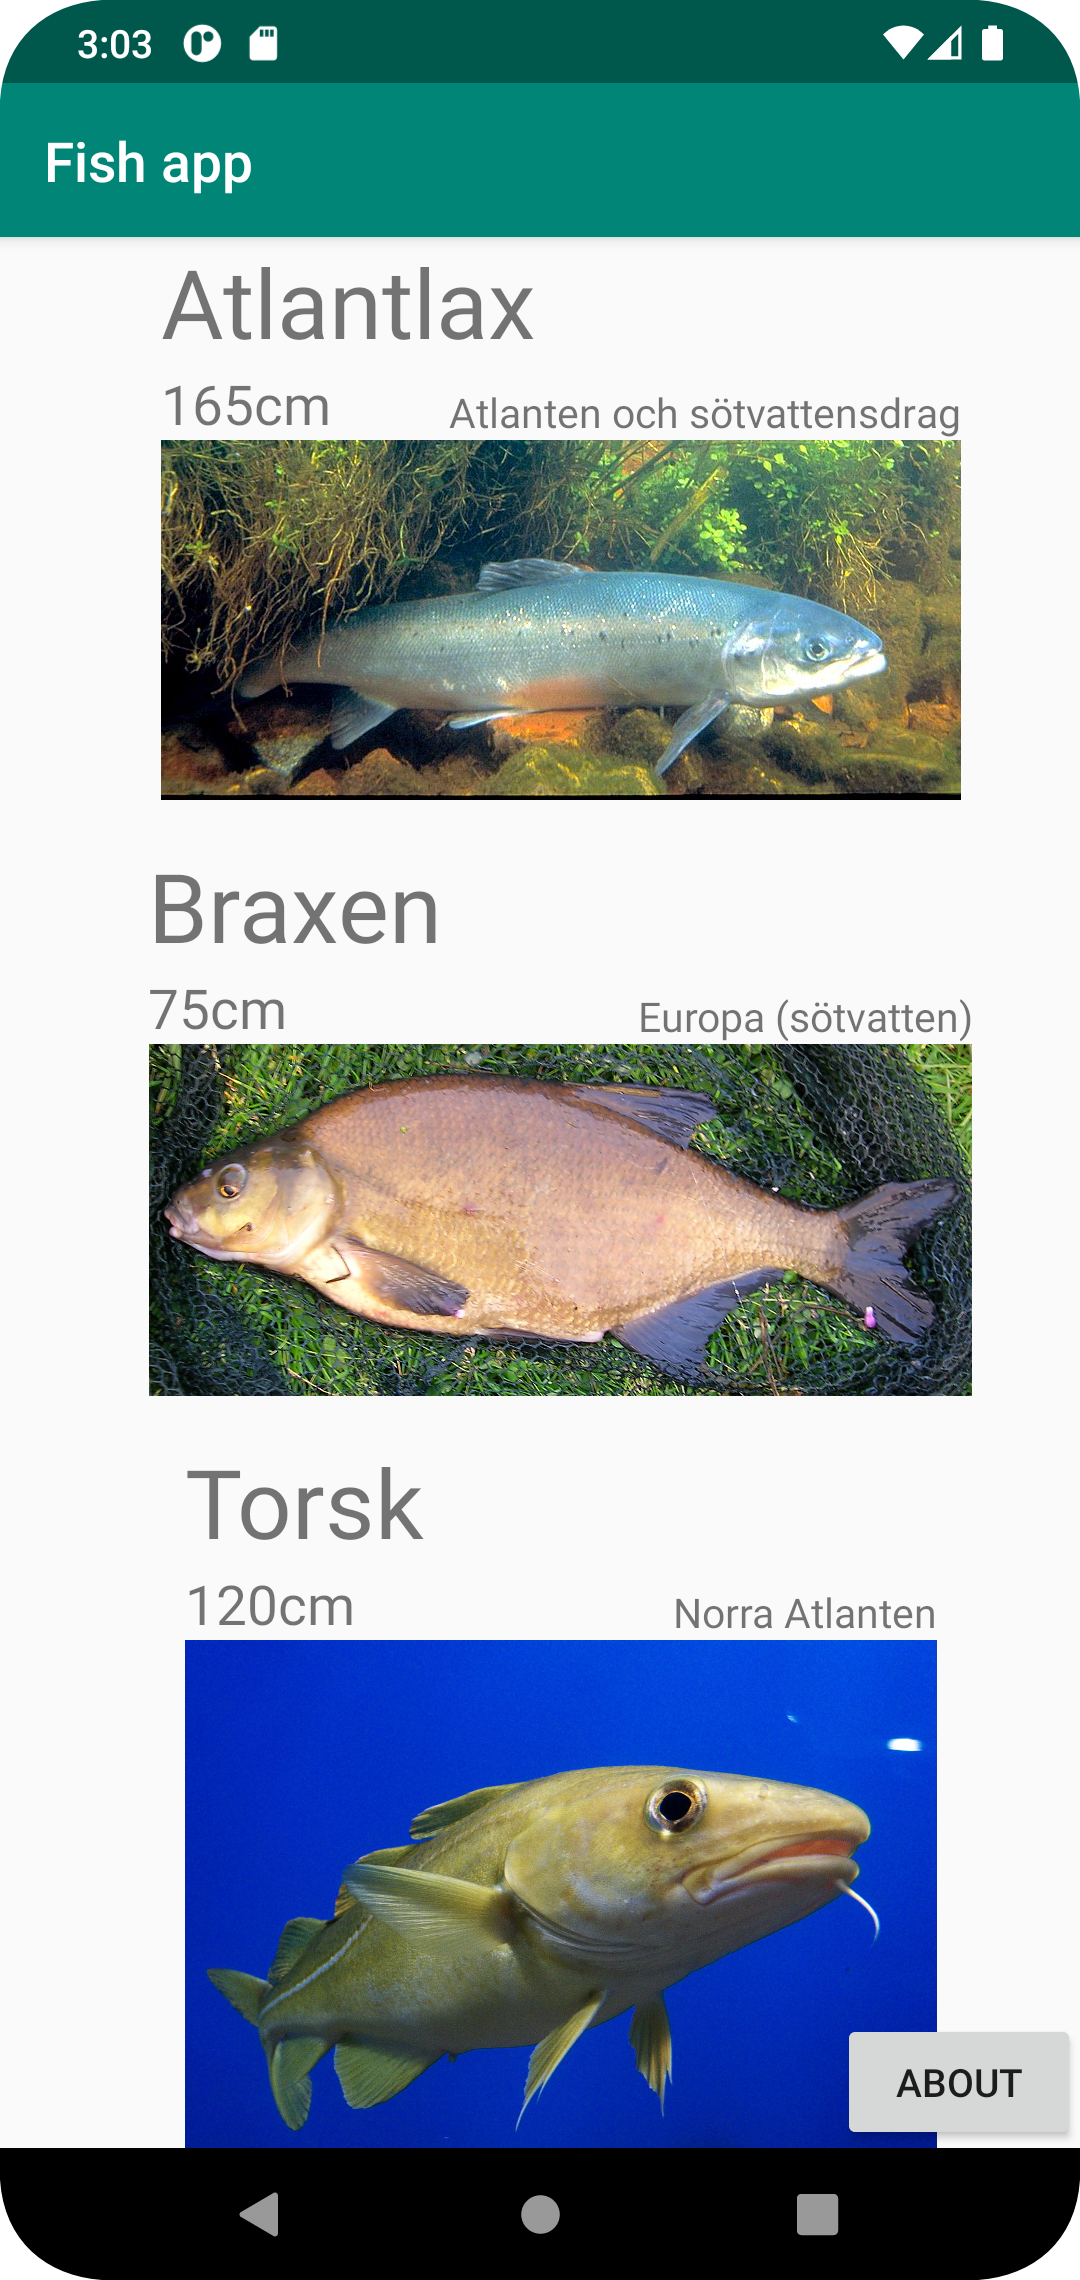 3:03
Fish app
Atlantlax
165cm
Atlanten och sötvattensdrag
Braxen
75cm
Europa (sötvatten)
Torsk
120cm
Norra Atlanten
ABOUT